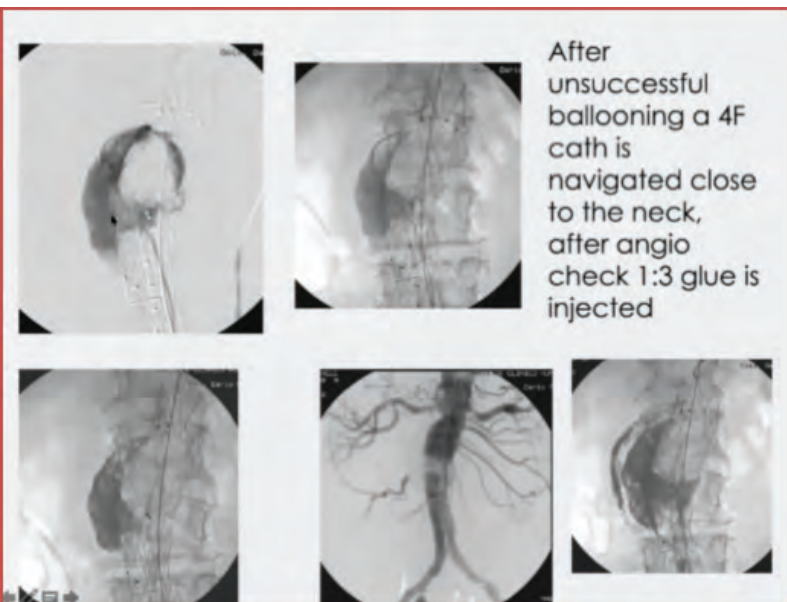 After
unsuccessful
ballooning a 4F
cath is
navigated close
to the neck,
after angio
check 1:3 glue is
injected